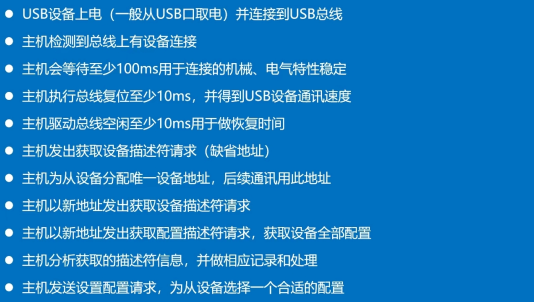 USB设备上电（一般从USB口取电）并连接到USB总线
主机检测到总线上有设备连接
主机会等待至少100ms用于连接的机械、电气特性稳定
主机执行总线复位至少10ms，并得到USB设备通讯速度
主机驱动总线空闲至少10ms用于做恢复时间
主机发出获取设备描述符请求（缺省地址）
主机为从设备分配唯一设备地址，后续通讯用此地址
主机以新地址发出获取设备描述符请求
主机以新地址发出获取配置描述符请求，获取设备全部配置
主机分析获取的描述符信息，并做相应记录和处理
主机发送设置配置请求，为从设备选择一个合适的配置